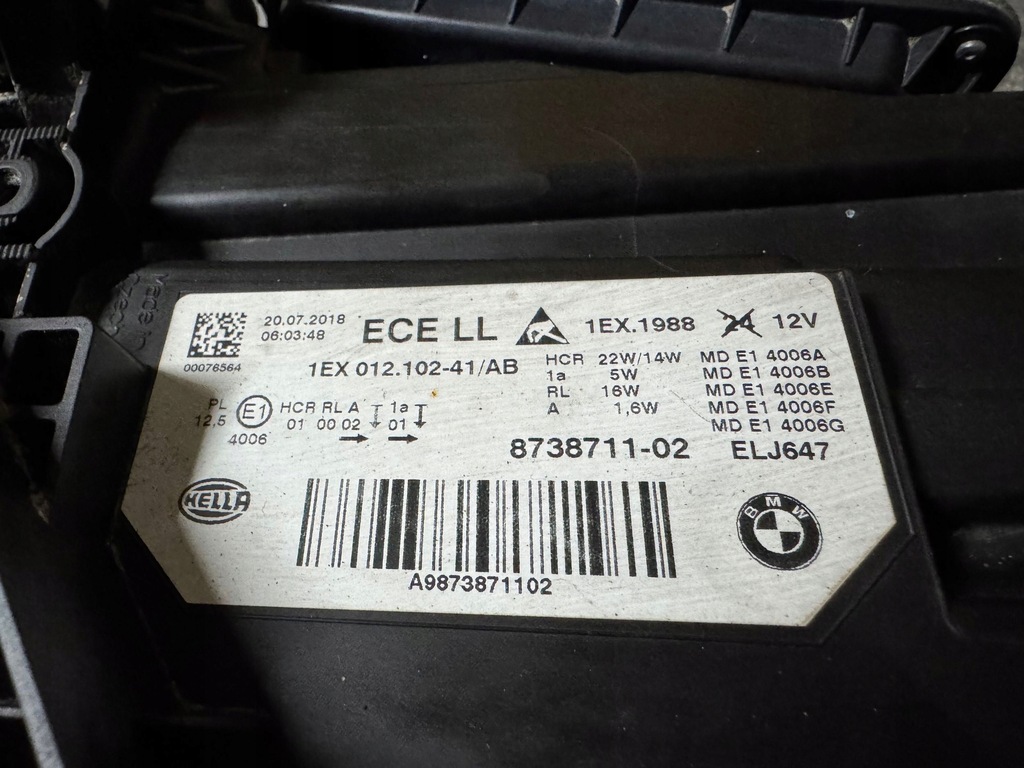 20.07.2018
06:03:48
00076564
ECE LL
1EX.1988
24 12V
1EX 012.102-41/AB
HCR 22W/14W MD E1 4006A
1a 5W MD E1 4006B
RL 16W MD E1 4006E
A 1,6W MD E1 4006F
MD E1 4006G
PL
12,5
E1
4006
HCR RL A 1a
01 00 02 01
8738711-02 ELJ647
HELLA
A9873871102
BMW